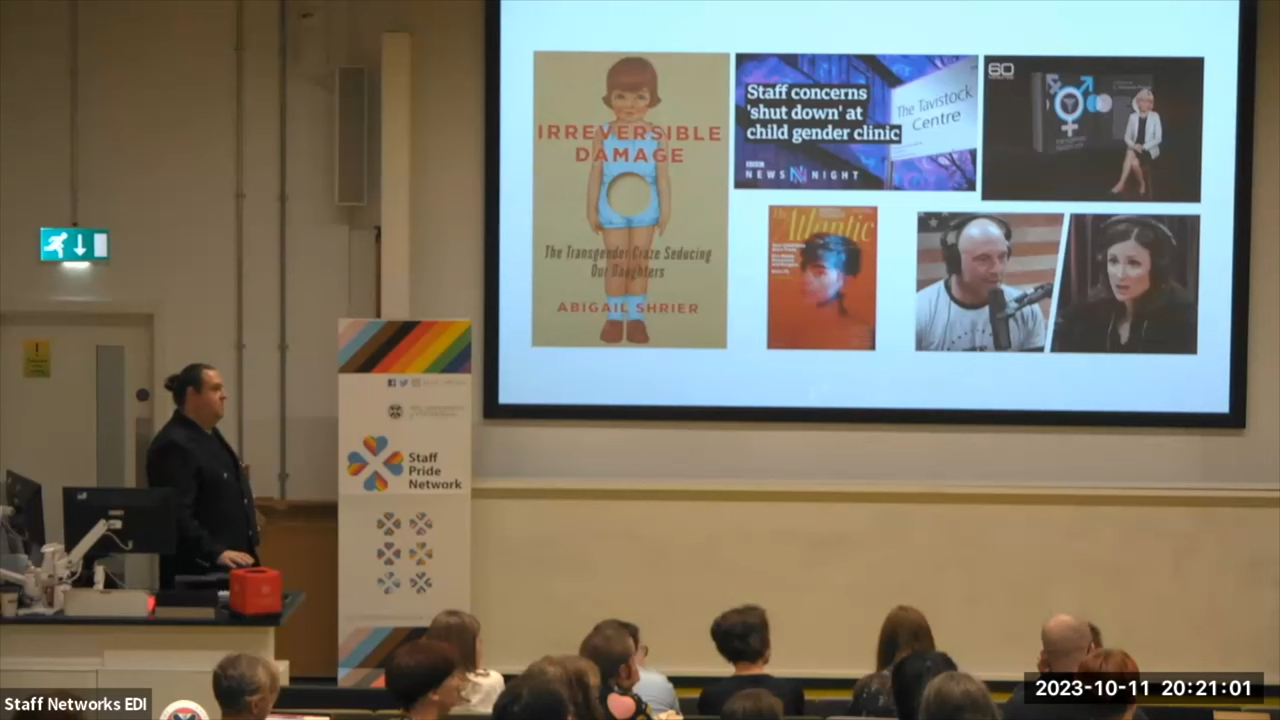 IRREVERSIBLE
DAMAGE
The Transgender Craze Seducing
Our Daughters
ABIGAIL SHRIER
Staff concerns
'shut down' at
child gender clinic
NEWSNIGHT
The Tavistock
Centre
60
The
Atlantic
Staff
Pride
Network
Staff Networks EDI
2023-10-11 20:21:01